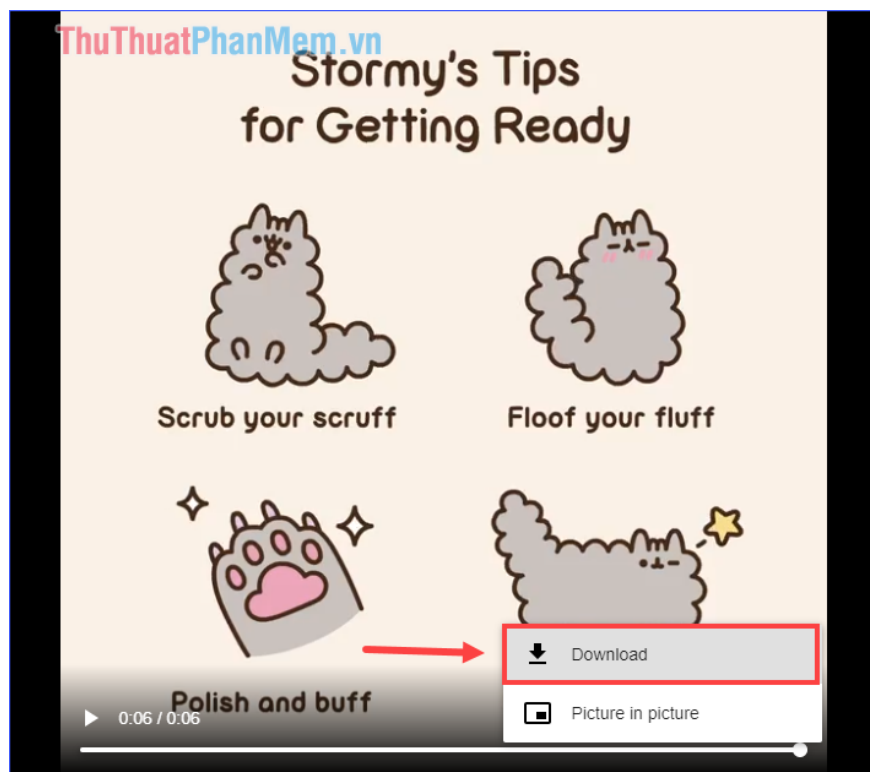 ThuThuatPhanMem.vn
Stormy's Tips
for Getting Ready
Scrub your scruff
Floof your fluff
Polish and buff
Download
Picture in picture
0:06 / 0:06